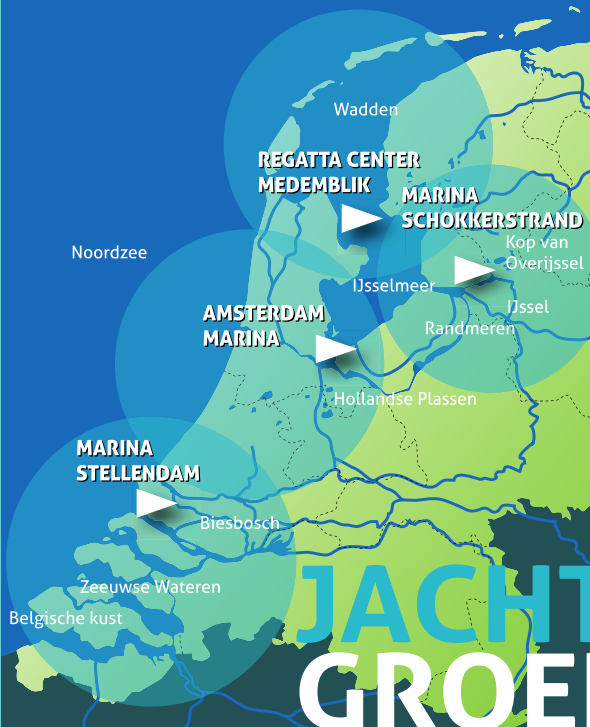 Wadden
REGATTA CENTER
MEDEMBLIK
MARINA
SCHOKKERSTRAND
Kop van
Overijssel
Noordzee
IJsselmeer
IJssel
AMSTERDAM
MARINA
Randmeren
Hollandse Plassen
MARINA
STELLENDAM
Biesbosch
Zeeuwse Wateren
Belgische kust
JACHT
GROE